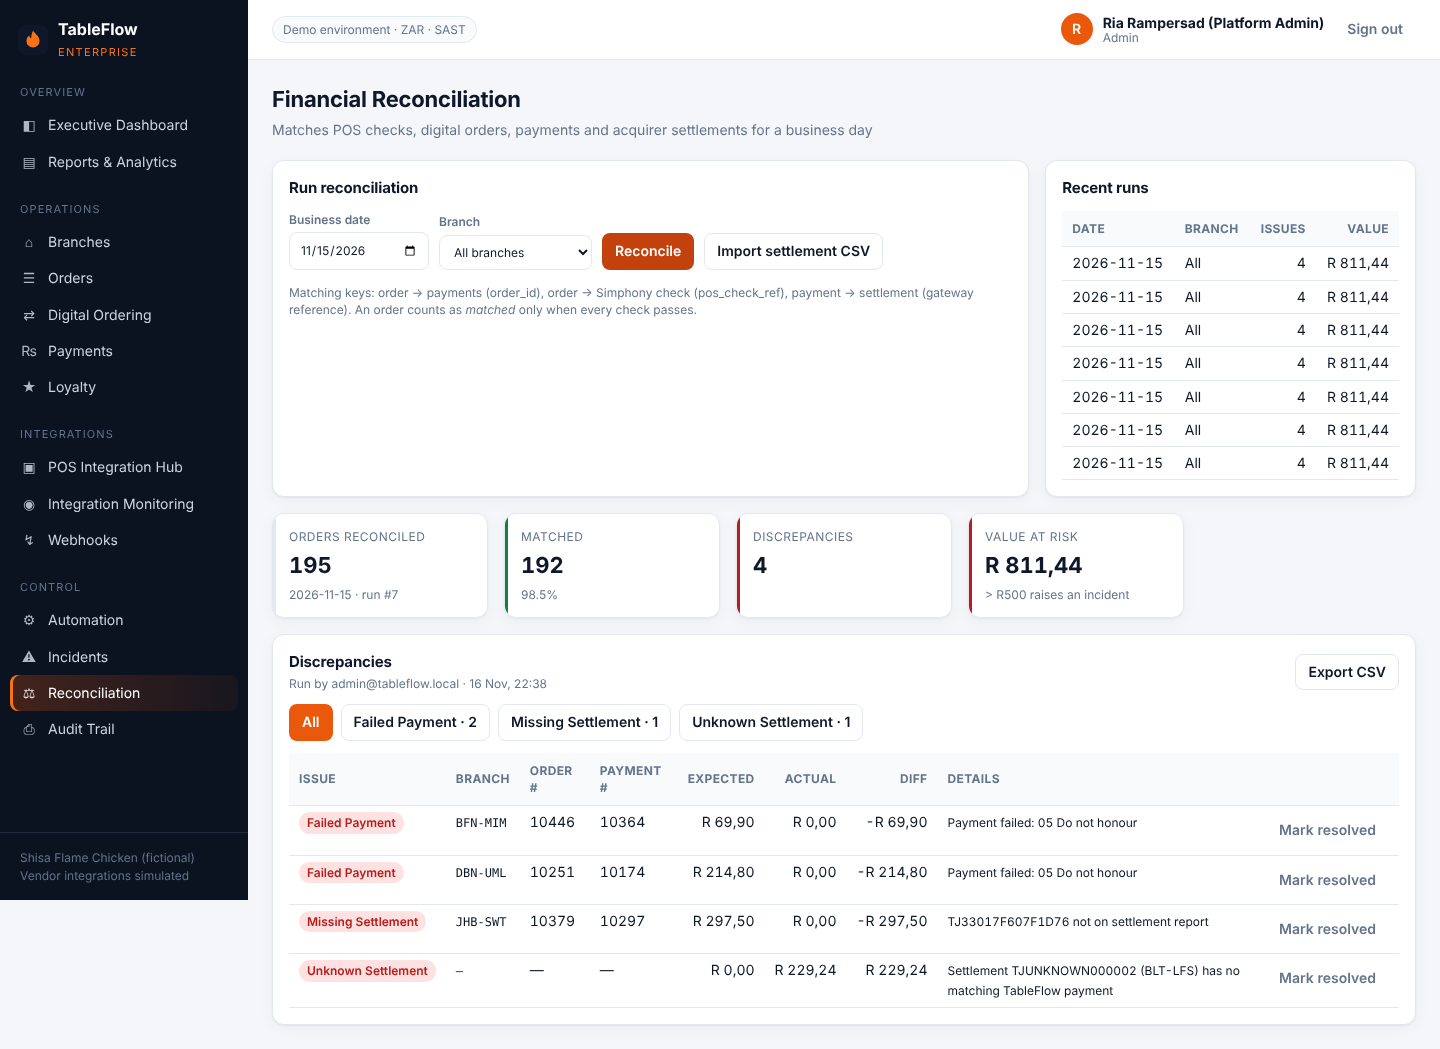 TableFlow
ENTERPRISE
OVERVIEW
Executive Dashboard
Reports & Analytics
OPERATIONS
Branches
Orders
Digital Ordering
Rs Payments
Loyalty
INTEGRATIONS
POS Integration Hub
Integration Monitoring
Webhooks
CONTROL
Automation
Incidents
Reconciliation
Audit Trail
Shisa Flame Chicken (fictional)
Vendor integrations simulated
Demo environment · ZAR · SAST
R
Ria Rampersad (Platform Admin)
Admin
Sign out
Financial Reconciliation
Matches POS checks, digital orders, payments and acquirer settlements for a business day
Run reconciliation
Business date
Branch
11/15/2026
All branches
Reconcile
Import settlement CSV
Matching keys: order → payments (order_id), order → Simphony check (pos_check_ref), payment → settlement (gateway
reference). An order counts as matched only when every check passes.
Recent runs
DATE BRANCH ISSUES VALUE
2026-11-15 All 4 R 811,44
2026-11-15 All 4 R 811,44
2026-11-15 All 4 R 811,44
2026-11-15 All 4 R 811,44
2026-11-15 All 4 R 811,44
2026-11-15 All 4 R 811,44
2026-11-15 All 4 R 811,44
ORDERS RECONCILED
195
2026-11-15 · run #7
MATCHED
192
98.5%
DISCREPANCIES
4
VALUE AT RISK
R 811,44
> R500 raises an incident
Discrepancies
Run by admin@tableflow.local · 16 Nov, 22:38
Export CSV
All
Failed Payment · 2
Missing Settlement · 1
Unknown Settlement · 1
ISSUE BRANCH ORDER # PAYMENT # EXPECTED ACTUAL DIFF DETAILS
Failed Payment BFN-MIM 10446 10364 R 69,90 R 0,00 -R 69,90 Payment failed: 05 Do not honour Mark resolved
Failed Payment DBN-UML 10251 10174 R 214,80 R 0,00 -R 214,80 Payment failed: 05 Do not honour Mark resolved
Missing Settlement JHB-SWT 10379 10297 R 297,50 R 0,00 -R 297,50 TJ33017F607F1D76 not on settlement report Mark resolved
Unknown Settlement — — — R 0,00 R 229,24 R 229,24 Settlement TJUNKNOWN000002 (BLT-LFS) has no
matching TableFlow payment Mark resolved